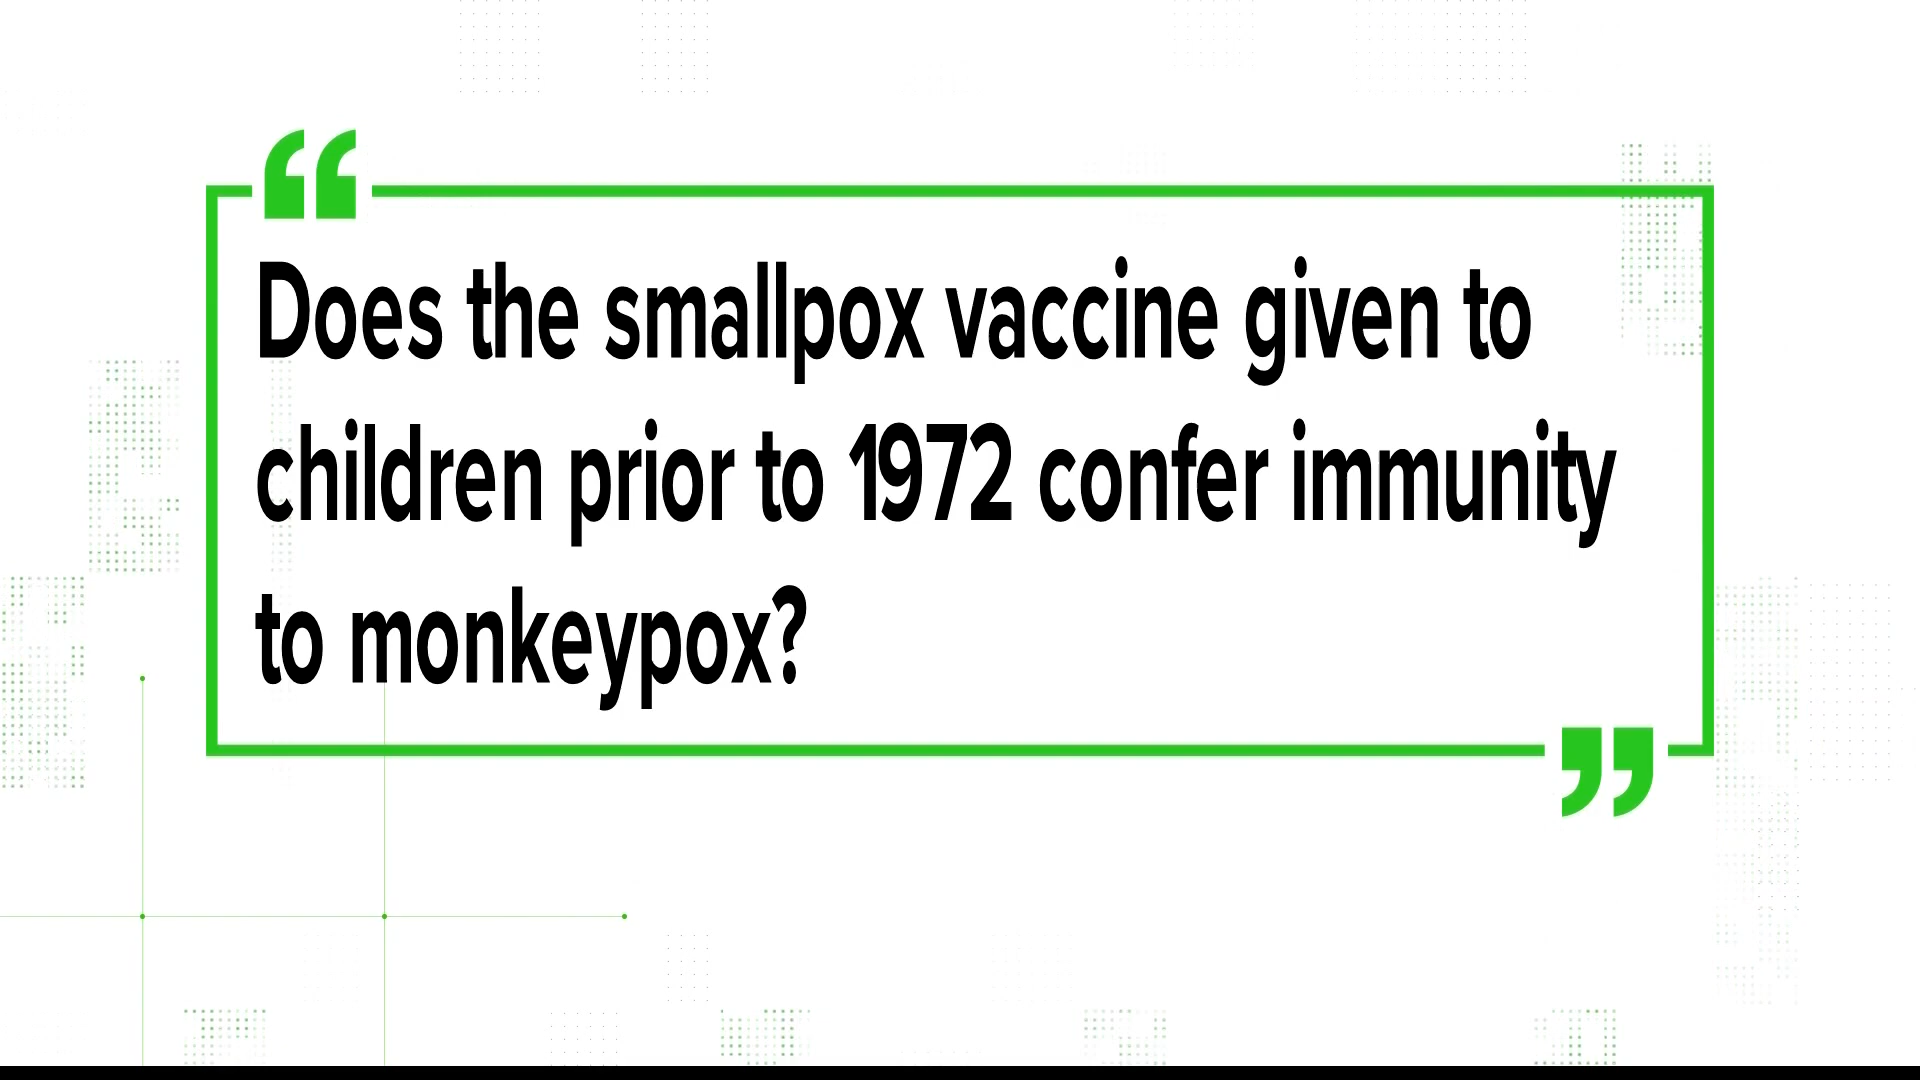 “
Does the smallpox vaccine given to
children prior to 1972 confer immunity
to monkeypox?
”